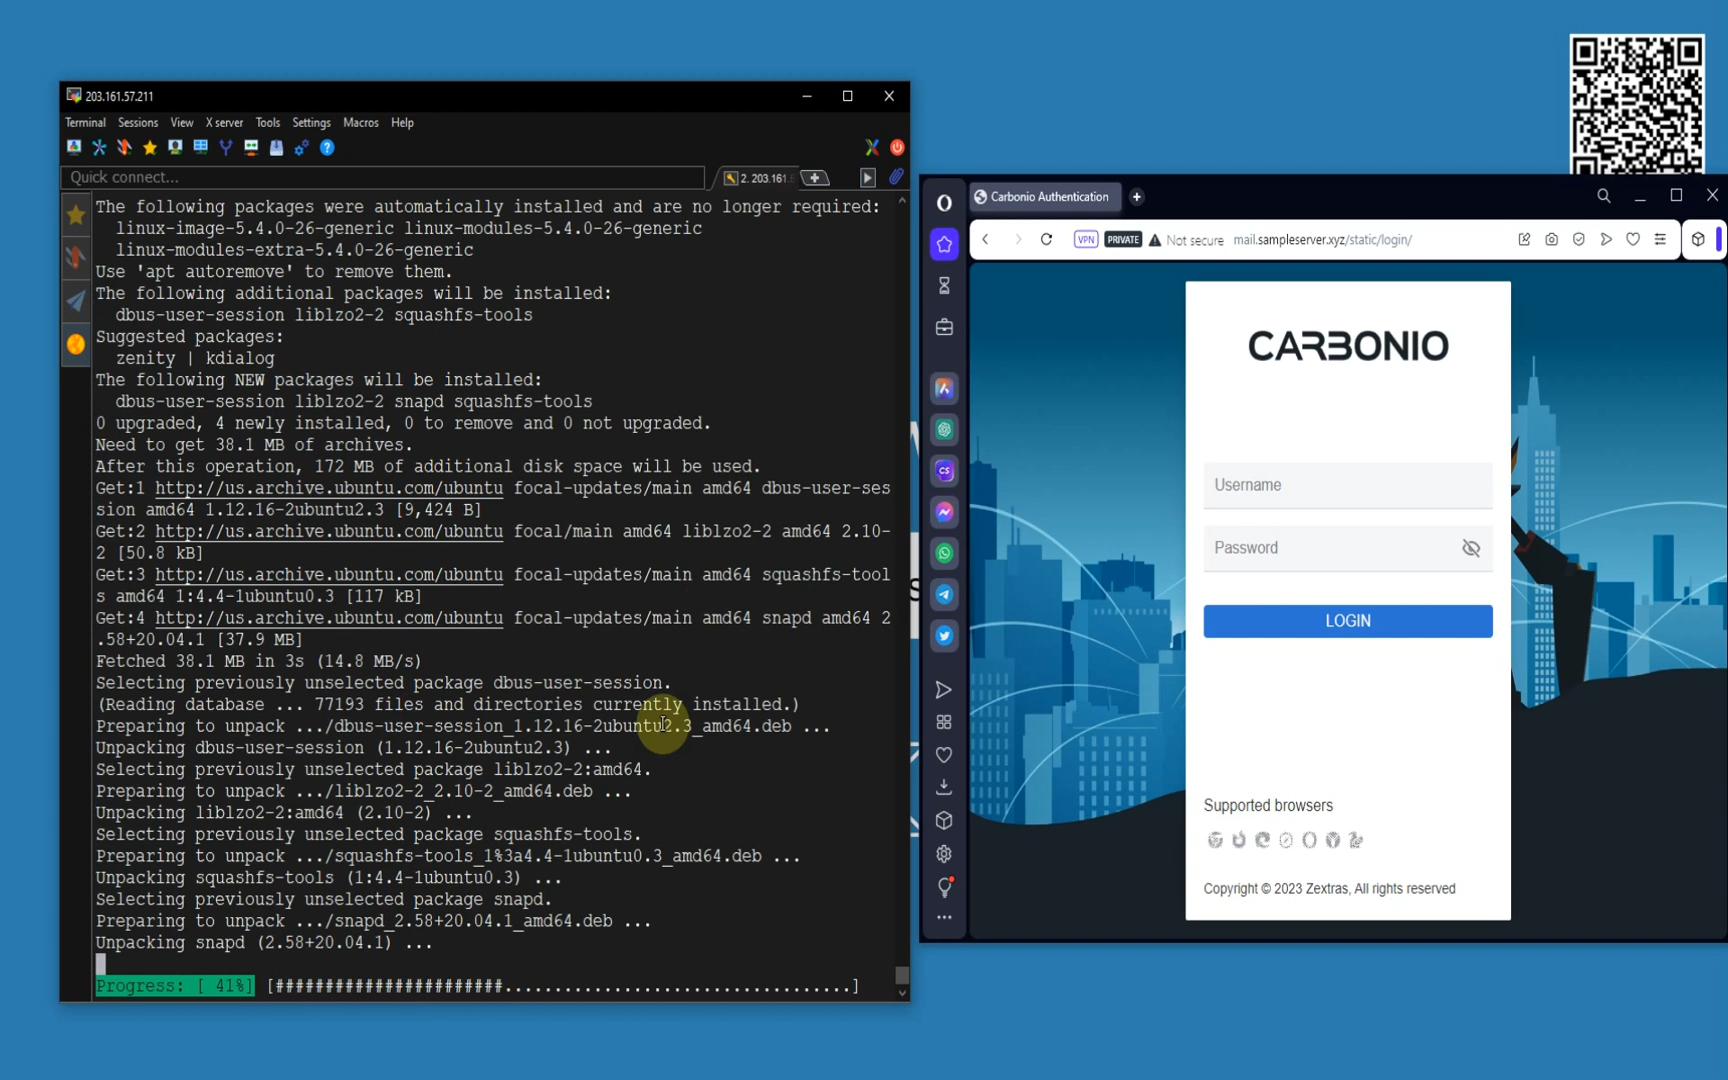 203.161.57.211
Terminal Sessions View X server Tools Settings Macros Help
Quick connect...
2. 203.161.
The following packages were automatically installed and are no longer required:
linux-image-5.4.0-26-generic linux-modules-5.4.0-26-generic
linux-modules-extra-5.4.0-26-generic
Use 'apt autoremove' to remove them.
The following additional packages will be installed:
dbus-user-session liblzo2-2 squashfs-tools
Suggested packages:
zenity | kdialog
The following NEW packages will be installed:
dbus-user-session liblzo2-2 snapd squashfs-tools
0 upgraded, 4 newly installed, 0 to remove and 0 not upgraded.
Need to get 38.1 MB of archives.
After this operation, 172 MB of additional disk space will be used.
Get:1 http://us.archive.ubuntu.com/ubuntu focal-updates/main amd64 dbus-user-ses
sion amd64 1.12.16-2ubuntu2.3 [9,424 B]
Get:2 http://us.archive.ubuntu.com/ubuntu focal/main amd64 liblzo2-2 amd64 2.10-
2 [50.8 kB]
Get:3 http://us.archive.ubuntu.com/ubuntu focal-updates/main amd64 squashfs-tool
s amd64 1:4.4-1ubuntu0.3 [117 kB]
Get:4 http://us.archive.ubuntu.com/ubuntu focal-updates/main amd64 snapd amd64 2
.58+20.04.1 [37.9 MB]
Fetched 38.1 MB in 3s (14.8 MB/s)
Selecting previously unselected package dbus-user-session.
(Reading database ... 77193 files and directories currently installed.)
Preparing to unpack .../dbus-user-session_1.12.16-2ubuntu2.3_amd64.deb ...
Unpacking dbus-user-session (1.12.16-2ubuntu2.3) ...
Selecting previously unselected package liblzo2-2:amd64.
Preparing to unpack .../liblzo2-2_2.10-2_amd64.deb ...
Unpacking liblzo2-2:amd64 (2.10-2) ...
Selecting previously unselected package squashfs-tools.
Preparing to unpack .../squashfs-tools_1%3a4.4-1ubuntu0.3_amd64.deb ...
Unpacking squashfs-tools (1:4.4-1ubuntu0.3) ...
Selecting previously unselected package snapd.
Preparing to unpack .../snapd_2.58+20.04.1_amd64.deb ...
Unpacking snapd (2.58+20.04.1) ...
Progress: [ 41%] [#######################...................................]
Carbonio Authentication
VPN PRIVATE Not secure mail.sampleserver.xyz/static/login/
CS
CARBONIO
Username
Password
LOGIN
Supported browsers
Copyright © 2023 Zextras, All rights reserved